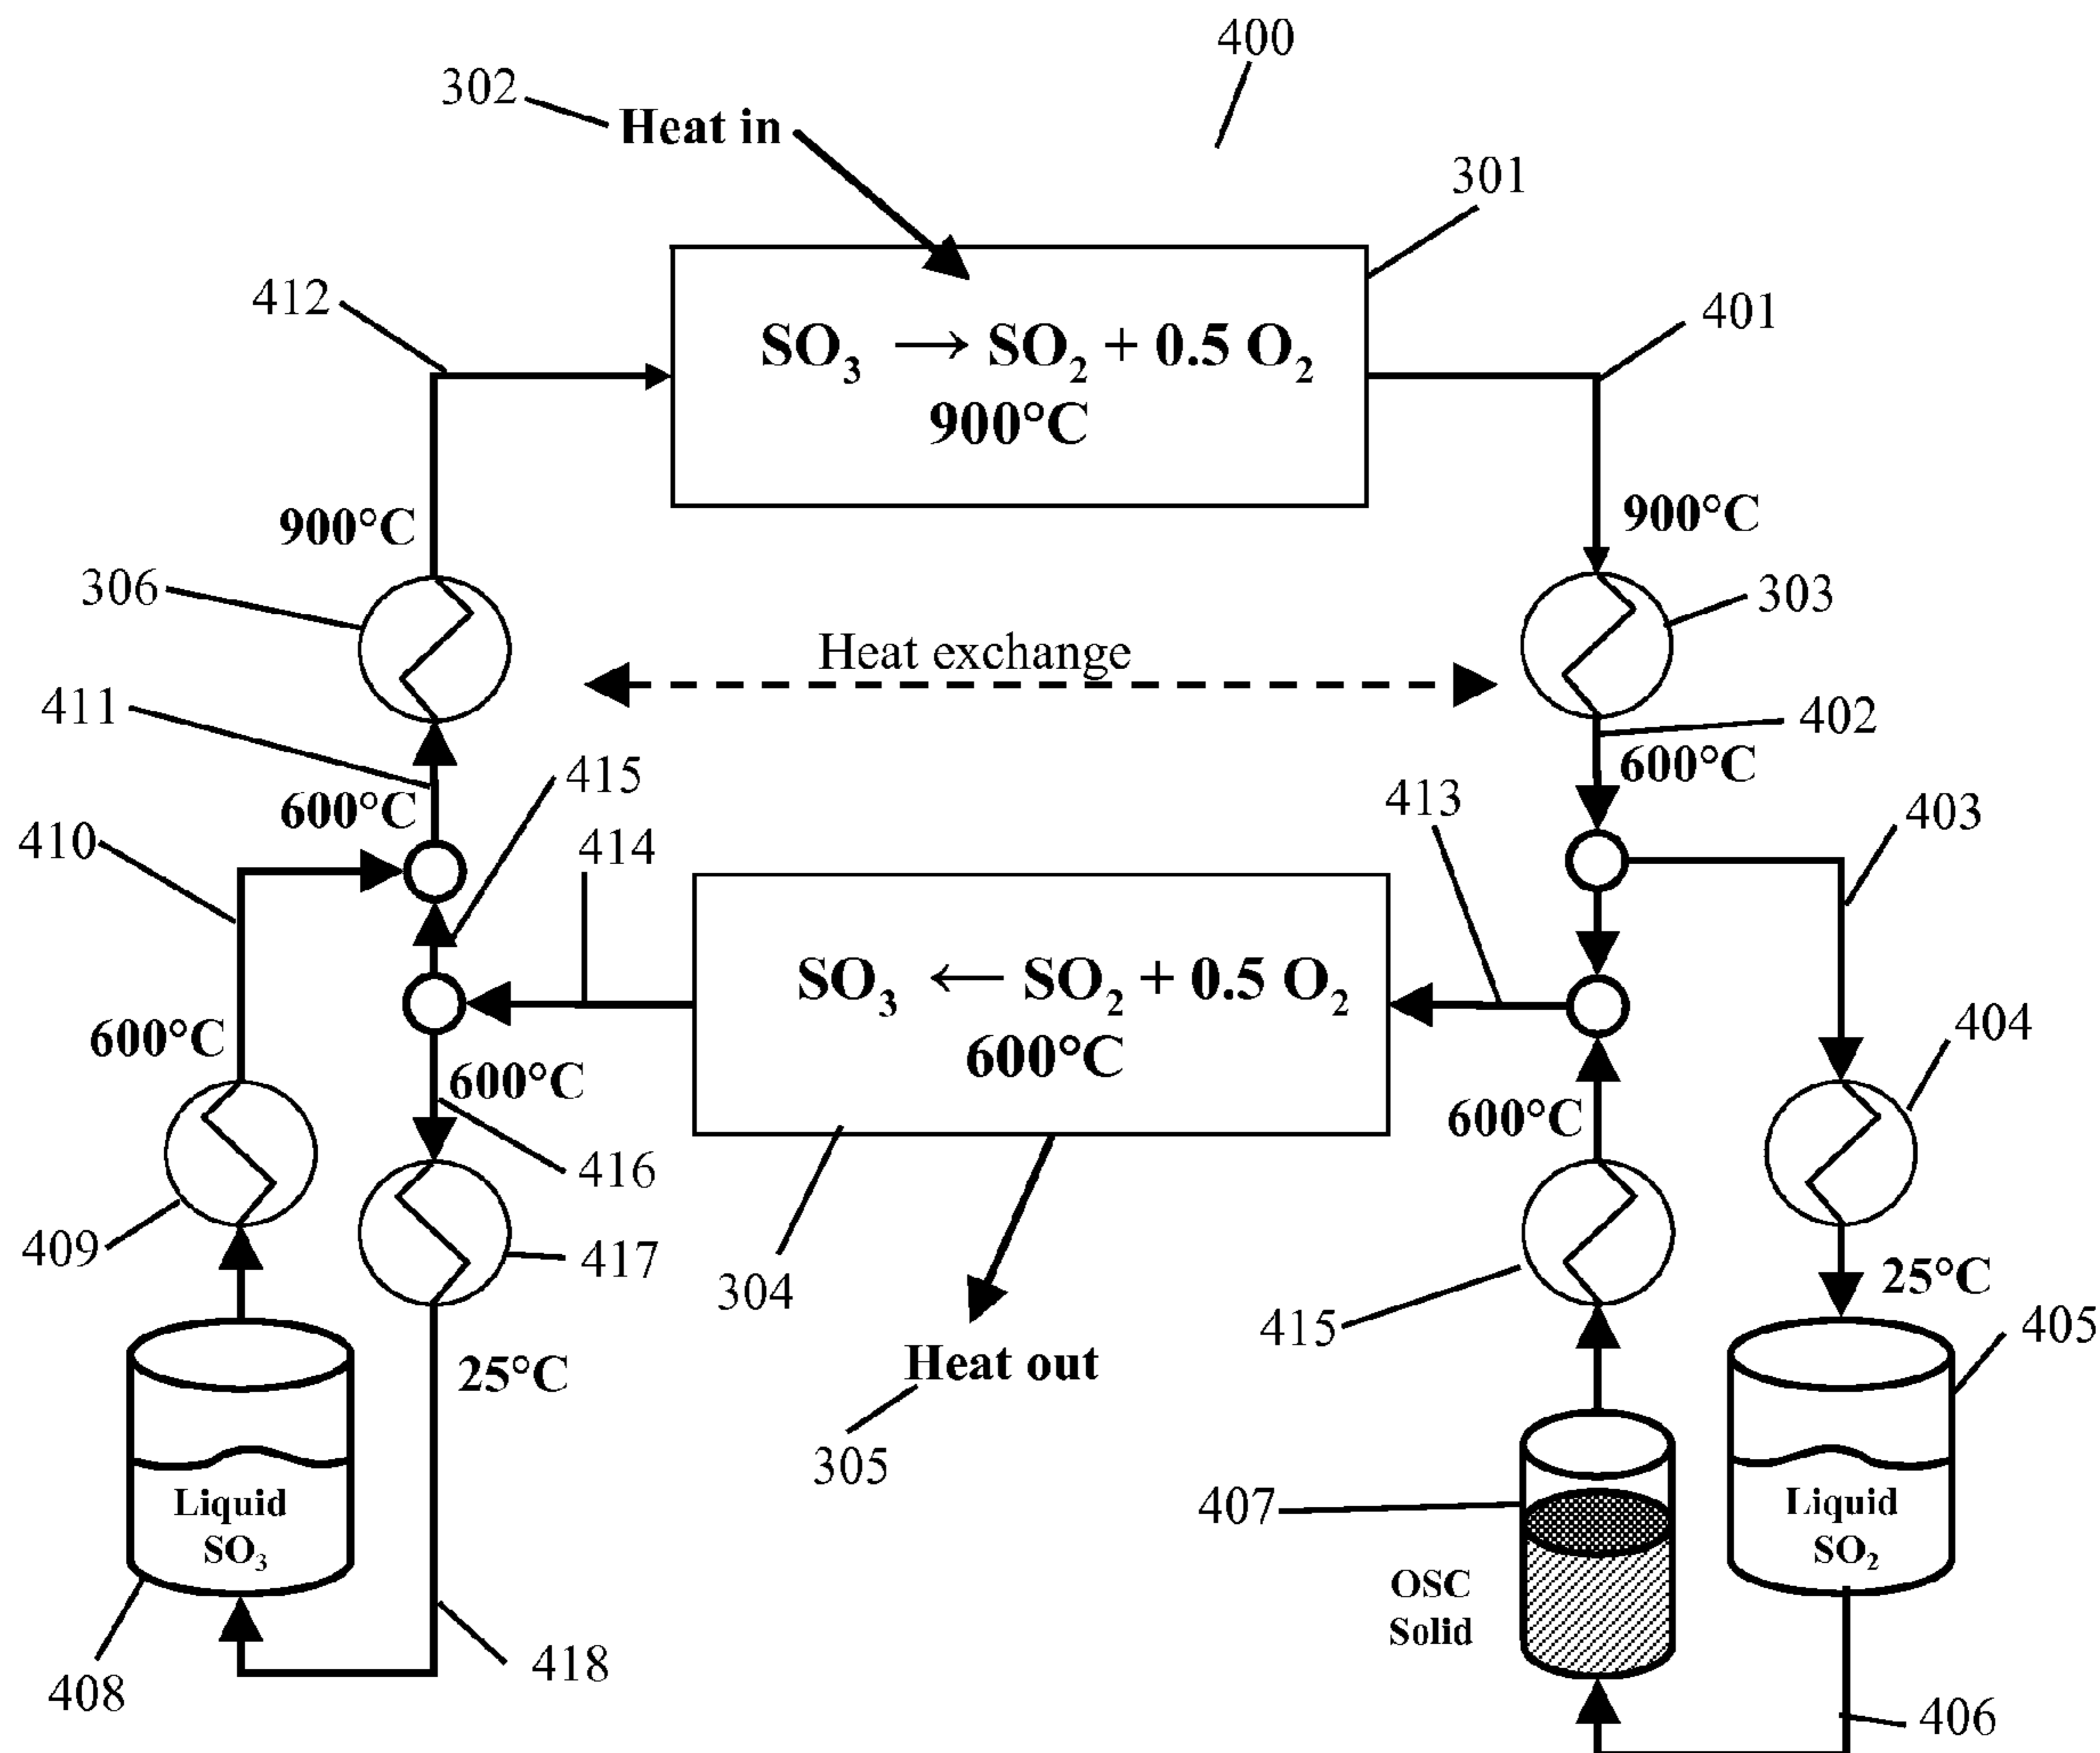 400
302
Heat in
301
412
401
SO₃ → SO₂ + 0.5 O₂
900°C
900°C
900°C
306
303
Heat exchange
411
402
415
600°C
600°C
413
414
410
403
SO₃ ← SO₂ + 0.5 O₂
600°C
600°C
404
600°C
600°C
416
409
417
304
25°C
415
405
Heat out
25°C
305
407
Liquid
SO₃
Liquid
SO₂
OSC
Solid
418
408
406